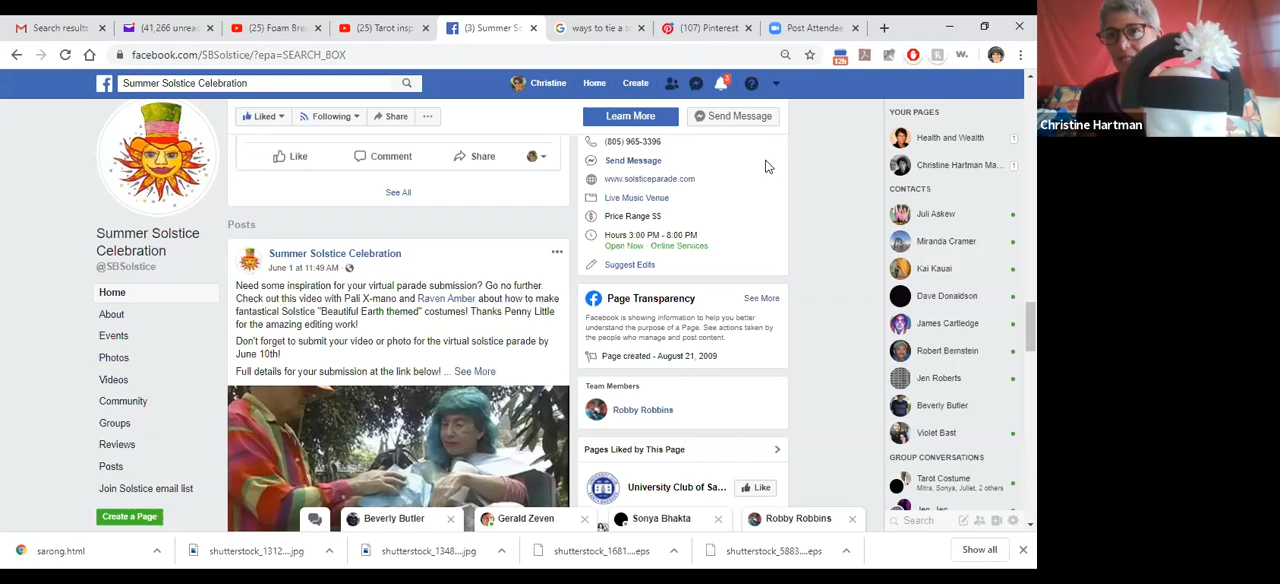 Search results
(41,266 unrea
(25) Foam Bre
(25) Tarot insp
(3) Summer S
ways to tie a s
(107) Pinterest
Post Attendee
facebook.com/SBSolstice/?epa=SEARCH_BOX
12h
W.
Summer Solstice Celebration
Christine
Home
Create
3
Christine Hartman
Liked
Following
Share
Learn More
Send Message
Like
Comment
Share
See All
Posts
Summer Solstice
Celebration
@SBSolstice
Home
About
Events
Photos
Videos
Community
Groups
Reviews
Posts
Join Solstice email list
Create a Page
Summer Solstice Celebration
June 1 at 11:49 AM
Need some inspiration for your virtual parade submission? Go no further.
Check out this video with Pali X-mano and Raven Amber about how to make
fantastical Solstice "Beautiful Earth themed" costumes! Thanks Penny Little
for the amazing editing work!
Don't forget to submit your video or photo for the virtual solstice parade by
June 10th!
Full details for your submission at the link below! ... See More
(805) 965-3396
Send Message
www.solsticeparade.com
Live Music Venue
Price Range $$
Hours 3:00 PM - 8:00 PM
Open Now · Online Services
Suggest Edits
Page Transparency
See More
Facebook is showing information to help you better
understand the purpose of a Page. See actions taken by
the people who manage and post content.
Page created - August 21, 2009
Team Members
Robby Robbins
Pages Liked by This Page
University Club of Sa...
Like
YOUR PAGES
Health and Wealth
1
Christine Hartman Ma...
1
CONTACTS
Juli Askew
Miranda Cramer
Kai Kauai
Dave Donaldson
James Cartledge
Robert Bernstein
Jen Roberts
Beverly Butler
Violet Bast
GROUP CONVERSATIONS
Tarot Costume
Mitra, Sonya, Juliet, 2 others
Search
Beverly Butler
Gerald Zeven
Sonya Bhakta
Robby Robbins
sarong.html
shutterstock_1312....jpg
shutterstock_1348....jpg
shutterstock_1681....eps
shutterstock_5883....eps
Show all